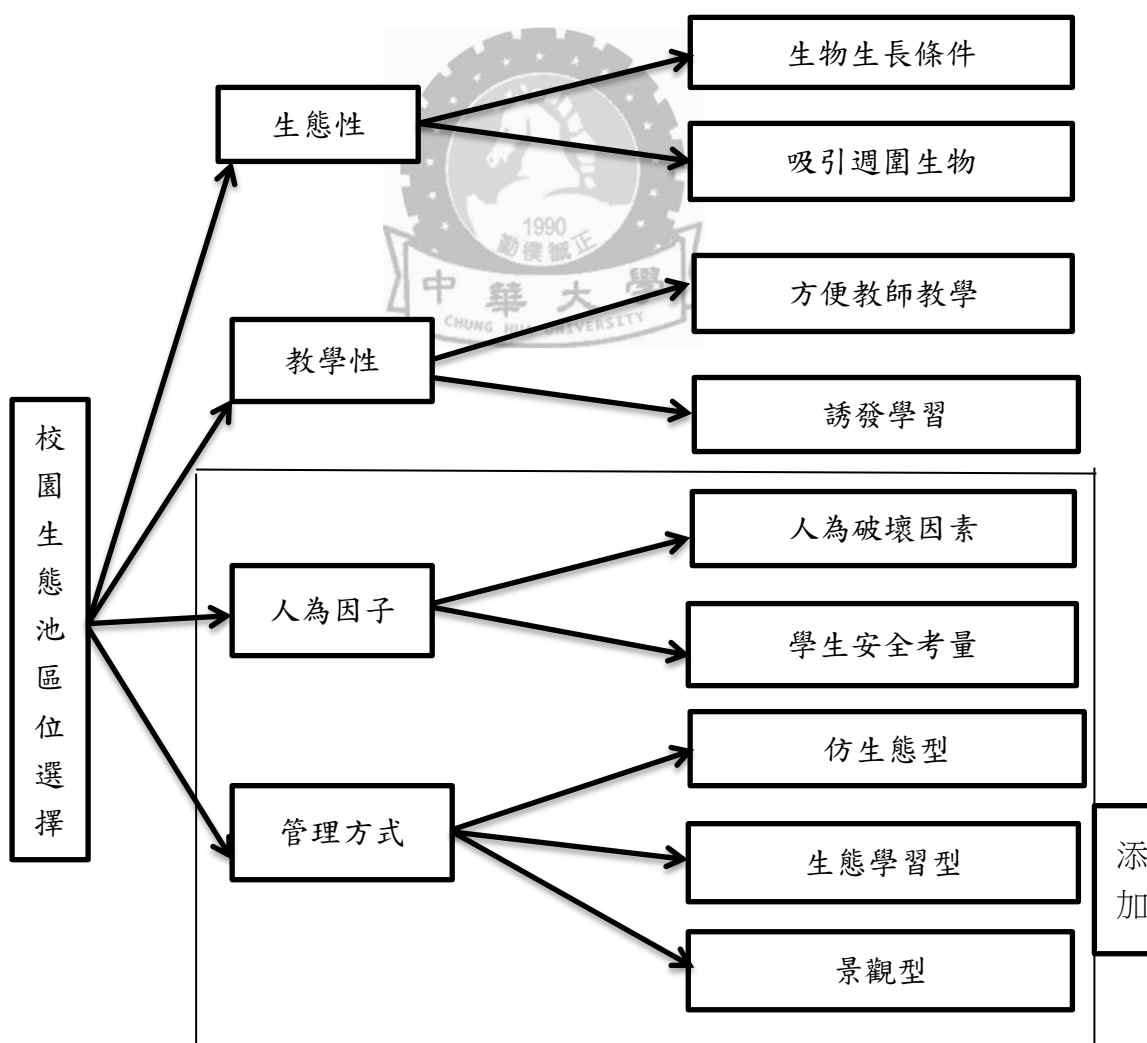 生物生長條件
生態性
吸引週圍生物
1990
勤樸誠正
中華大學
CHUNG HUA UNIVERSITY
方便教師教學
教學性
誘發學習
校園生態池區位選擇
人為破壞因素
人為因子
學生安全考量
仿生態型
管理方式
生態學習型
添加
景觀型